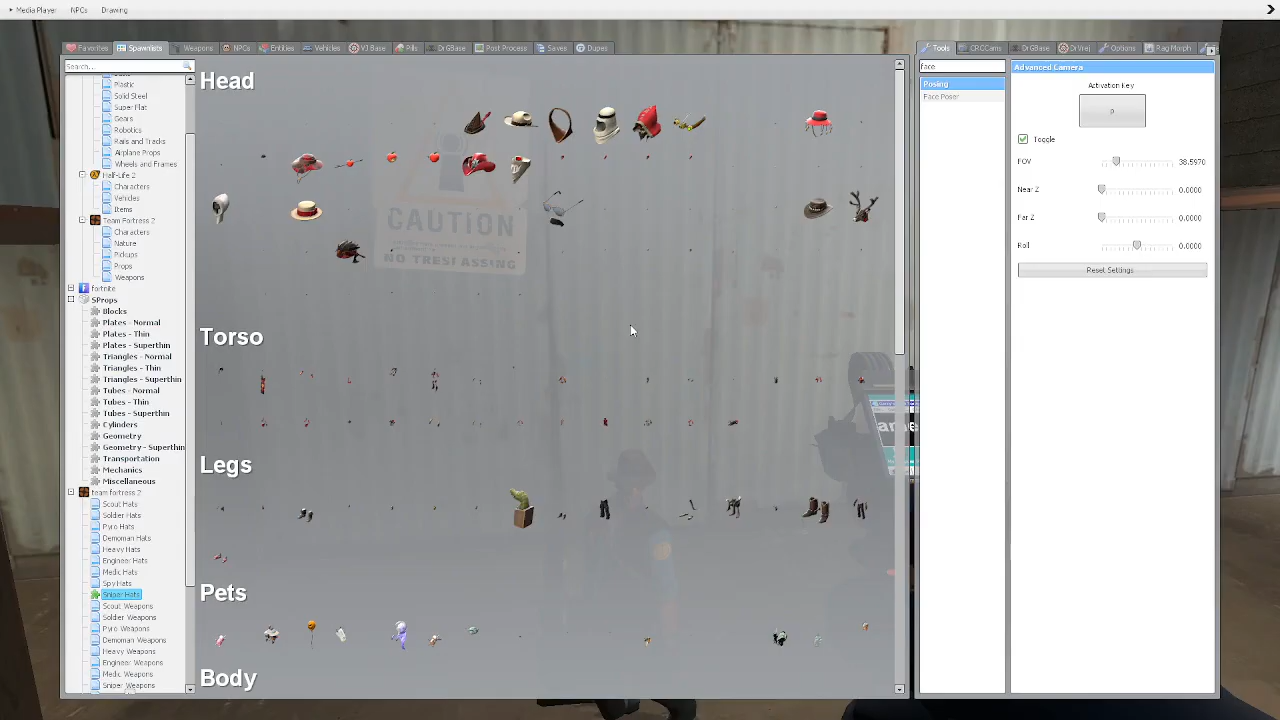 Media Player NPCs Drawing
Favorites Spawnlists Weapons NPCs Entities Vehicles VJ Base Pills DrGBase Post Process Saves Dupes
Search...
Plastic
Solid Steel
Super Flat
Gears
Robotics
Rails and Tracks
Airplane Props
Wheels and Frames
Half-Life 2
Characters
Vehicles
Items
Team Fortress 2
Characters
Nature
Pickups
Props
Weapons
fortnite
SProps
Blocks
Plates - Normal
Plates - Thin
Plates - Superthin
Triangles - Normal
Triangles - Thin
Triangles - Superthin
Tubes - Normal
Tubes - Thin
Tubes - Superthin
Cylinders
Geometry
Geometry - Superthin
Transportation
Mechanics
Miscellaneous
team fortress 2
Scout Hats
Soldier Hats
Pyro Hats
Demoman Hats
Heavy Hats
Engineer Hats
Medic Hats
Spy Hats
Sniper Hats
Scout Weapons
Soldier Weapons
Pyro Weapons
Demoman Weapons
Heavy Weapons
Engineer Weapons
Medic Weapons
Sniper Weapons
Head
CAUTION
NO TRESPASSING
Torso
Legs
Pets
Body
Tools CRCCams DrGBase DrVrej Options Rag Morph
face
Posing
Face Poser
Advanced Camera
Activation Key
p
Toggle
FOV 38.5970
Near Z 0.0000
Far Z 0.0000
Roll 0.0000
Reset Settings